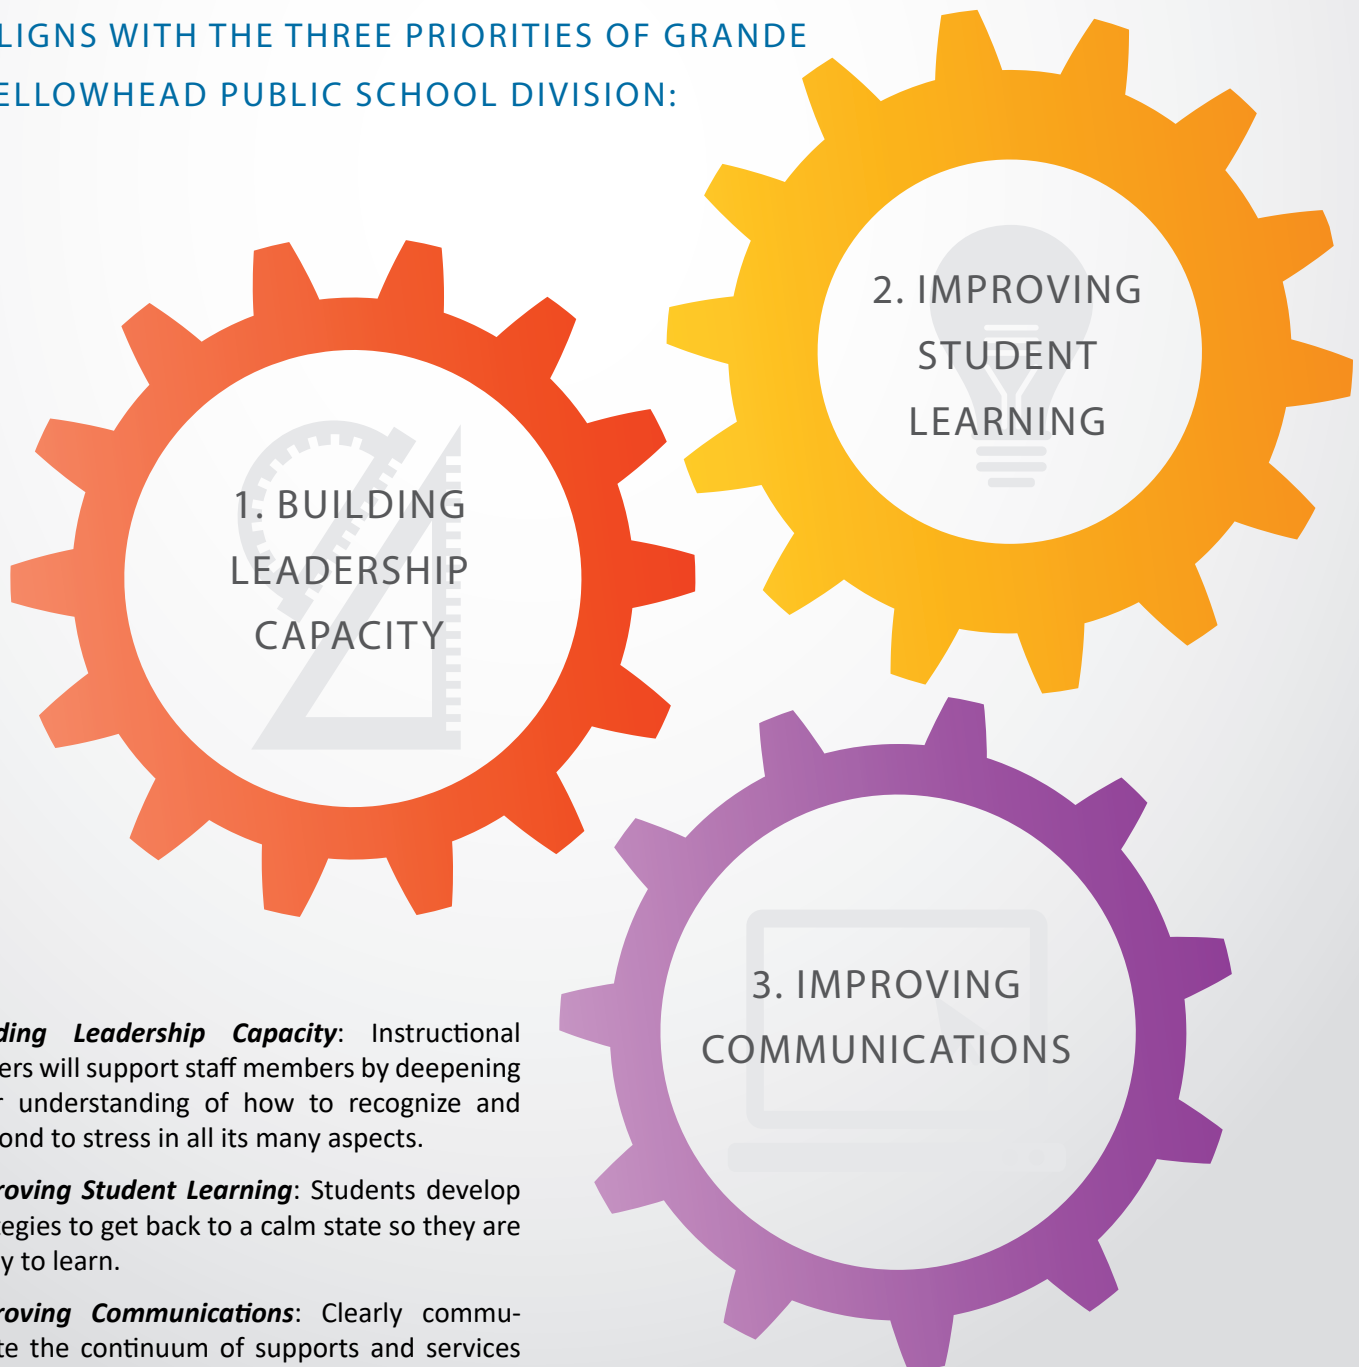 LIGNS WITH THE THREE PRIORITIES OF GRANDE
ELLOWHEAD PUBLIC SCHOOL DIVISION:
2. IMPROVING
STUDENT
LEARNING
1. BUILDING
LEADERSHIP
CAPACITY
3. IMPROVING
COMMUNICATIONS
ding Leadership Capacity: Instructional
ers will support staff members by deepening
r understanding of how to recognize and
ond to stress in all its many aspects.
roving Student Learning: Students develop
tegies to get back to a calm state so they are
y to learn.
roving Communications: Clearly commu-
te the continuum of supports and services